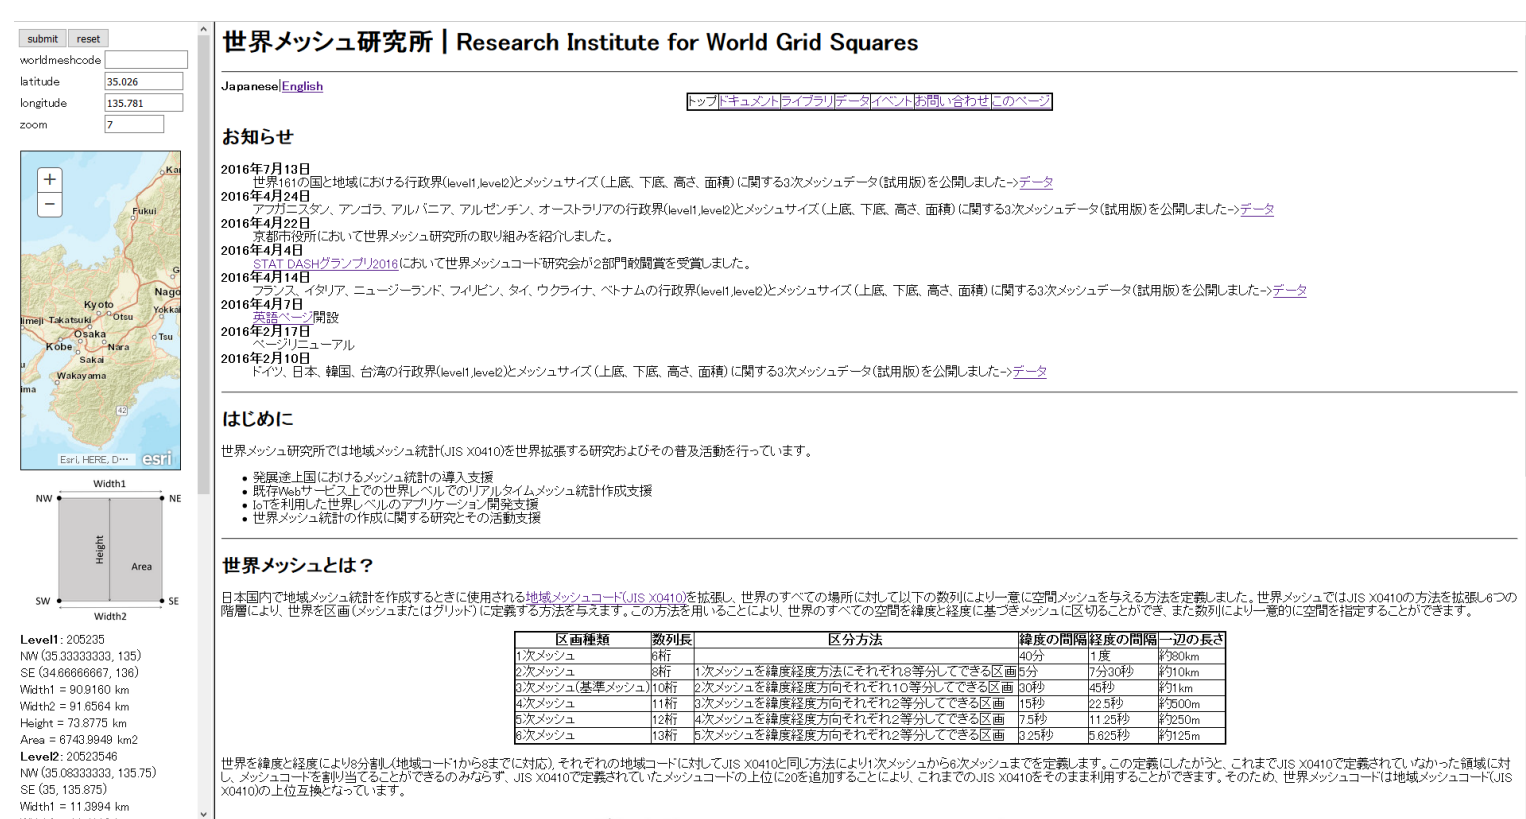 submit reset
worldmeshcode
latitude 35.026
longitude 135.781
zoom 7
+
−
Fukui
Kyoto
Nago
Takatsuki
Otsu
Yokkai
Osaka
Kobe
Nara
Tsu
Sakai
Wakayama
42
Esri, HERE, D…
esri
Width1
NW NE
Height
Area
SW SE
Width2
Level1: 205235
NW (35.33333333, 135)
SE (34.66666667, 136)
Width1 = 90.9160 km
Width2 = 91.6564 km
Height = 73.8775 km
Area = 6743.9949 km2
Level2: 20523546
NW (35.08333333, 135.75)
SE (35, 135.875)
Width1 = 11.3994 km
世界メッシュ研究所 | Research Institute for World Grid Squares
Japanese|English
トップ ドキュメント ライブラリ データ イベント お問い合わせ このページ
お知らせ
2016年7月13日
世界161の国と地域における行政界(level1,level2)とメッシュサイズ(上底、下底、高さ、面積)に関する3次メッシュデータ(試用版)を公開しました->データ
2016年4月24日
アフガニスタン、アンゴラ、アルバニア、アルゼンチン、オーストラリアの行政界(level1,level2)とメッシュサイズ(上底、下底、高さ、面積)に関する3次メッシュデータ(試用版)を公開しました->データ
2016年4月22日
京都市役所において世界メッシュ研究所の取り組みを紹介しました。
2016年4月4日
STAT DASHグランプリ2016において世界メッシュコード研究会が2部門敢闘賞を受賞しました。
2016年4月14日
フランス、イタリア、ニュージーランド、フィリピン、タイ、ウクライナ、ベトナムの行政界(level1,level2)とメッシュサイズ(上底、下底、高さ、面積)に関する3次メッシュデータ(試用版)を公開しました->データ
2016年4月7日
英語ページ開設
2016年2月17日
ページリニューアル
2016年2月10日
ドイツ、日本、韓国、台湾の行政界(level1,level2)とメッシュサイズ(上底、下底、高さ、面積)に関する3次メッシュデータ(試用版)を公開しました->データ
はじめに
世界メッシュ研究所では地域メッシュ統計(JIS X0410)を世界拡張する研究およびその普及活動を行っています。
• 発展途上国におけるメッシュ統計の導入支援
• 既存Webサービス上での世界レベルでのリアルタイムメッシュ統計作成支援
• IoTを利用した世界レベルのアプリケーション開発支援
• 世界メッシュ統計の作成に関する研究とその活動支援
世界メッシュとは？
日本国内で地域メッシュ統計を作成するときに使用される地域メッシュコード(JIS X0410)を拡張し、世界のすべての場所に対して以下の数列により一意に空間メッシュを与える方法を定義しました。世界メッシュではJIS X0410の方法を拡張し6つの
階層により、世界を区画(メッシュまたはグリッド)に定義する方法を与えます。この方法を用いることにより、世界のすべての空間を緯度と経度に基づきメッシュに区切ることができ、また数列により一意的に空間を指定することができます。
区画種類 数列長 区分方法 緯度の間隔 経度の間隔 一辺の長さ
1次メッシュ 6桁 40分 1度 約80km
2次メッシュ 8桁 1次メッシュを緯度経度方法にそれぞれ8等分してできる区画 5分 7分30秒 約10km
3次メッシュ(基準メッシュ) 10桁 2次メッシュを緯度経度方向それぞれ10等分してできる区画 30秒 45秒 約1km
4次メッシュ 11桁 3次メッシュを緯度経度方向それぞれ2等分してできる区画 15秒 22.5秒 約500m
5次メッシュ 12桁 4次メッシュを緯度経度方向それぞれ2等分してできる区画 7.5秒 11.25秒 約250m
6次メッシュ 13桁 5次メッシュを緯度経度方向それぞれ2等分してできる区画 3.25秒 5.625秒 約125m
世界を緯度と経度により8分割し(地域コード1から8までに対応)、それぞれの地域コードに対してJIS X0410と同じ方法により1次メッシュから6次メッシュまでを定義します。この定義にしたがうと、これまでJIS X0410で定義されていなかった領域に対
し、メッシュコードを割り当てることができるのみならず、JIS X0410で定義されていたメッシュコードの上位に20を追加することにより、これまでのJIS X0410をそのまま利用することができます。そのため、世界メッシュコードは地域メッシュコード(JIS
X0410)の上位互換となっています。